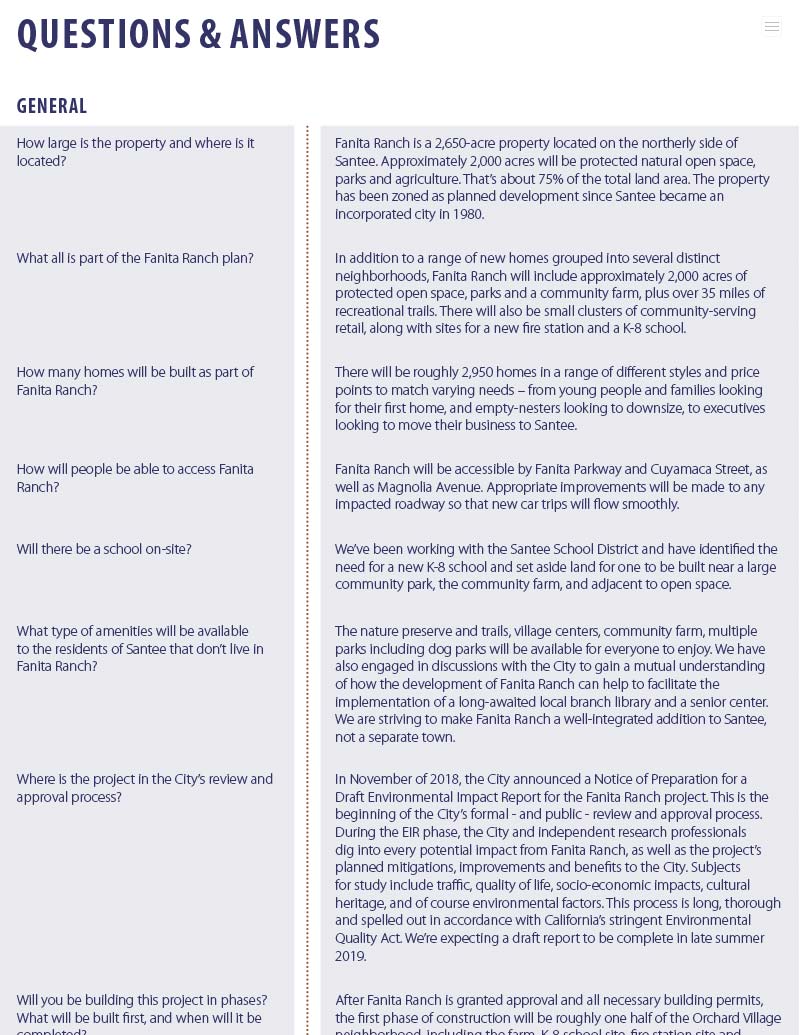 QUESTIONS & ANSWERS
GENERAL
How large is the property and where is it
located?
Fanita Ranch is a 2,650-acre property located on the northerly side of
Santee. Approximately 2,000 acres will be protected natural open space,
parks and agriculture. That's about 75% of the total land area. The property
has been zoned as planned development since Santee became an
incorporated city in 1980.
What all is part of the Fanita Ranch plan?
In addition to a range of new homes grouped into several distinct
neighborhoods, Fanita Ranch will include approximately 2,000 acres of
protected open space, parks and a community farm, plus over 35 miles of
recreational trails. There will also be small clusters of community-serving
retail, along with sites for a new fire station and a K-8 school.
How many homes will be built as part of
Fanita Ranch?
There will be roughly 2,950 homes in a range of different styles and price
points to match varying needs – from young people and families looking
for their first home, and empty-nesters looking to downsize, to executives
looking to move their business to Santee.
How will people be able to access Fanita
Ranch?
Fanita Ranch will be accessible by Fanita Parkway and Cuyamaca Street, as
well as Magnolia Avenue. Appropriate improvements will be made to any
impacted roadway so that new car trips will flow smoothly.
Will there be a school on-site?
We've been working with the Santee School District and have identified the
need for a new K-8 school and set aside land for one to be built near a large
community park, the community farm, and adjacent to open space.
What type of amenities will be available
to the residents of Santee that don't live in
Fanita Ranch?
The nature preserve and trails, village centers, community farm, multiple
parks including dog parks will be available for everyone to enjoy. We have
also engaged in discussions with the City to gain a mutual understanding
of how the development of Fanita Ranch can help to facilitate the
implementation of a long-awaited local branch library and a senior center.
We are striving to make Fanita Ranch a well-integrated addition to Santee,
not a separate town.
Where is the project in the City's review and
approval process?
In November of 2018, the City announced a Notice of Preparation for a
Draft Environmental Impact Report for the Fanita Ranch project. This is the
beginning of the City's formal - and public - review and approval process.
During the EIR phase, the City and independent research professionals
dig into every potential impact from Fanita Ranch, as well as the project's
planned mitigations, improvements and benefits to the City. Subjects
for study include traffic, quality of life, socio-economic impacts, cultural
heritage, and of course environmental factors. This process is long, thorough
and spelled out in accordance with California's stringent Environmental
Quality Act. We're expecting a draft report to be complete in late summer
2019.
Will you be building this project in phases?
What will be built first, and when will it be
completed?
After Fanita Ranch is granted approval and all necessary building permits,
the first phase of construction will be roughly one half of the Orchard Village
neighborhood, including the farm, K-8 school site, fire station site and